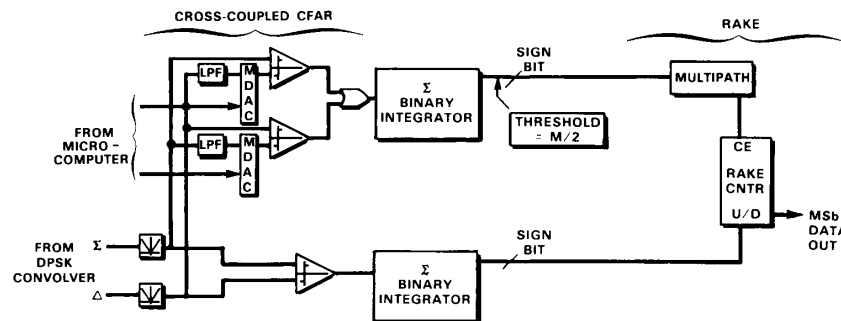 CROSS-COUPLED CFAR
RAKE
LPF
M
D
A
C
Σ
BINARY
INTEGRATOR
SIGN
BIT
THRESHOLD
= M/2
MULTIPATH
FROM
MICRO-
COMPUTER
LPF
M
D
A
C
CE
RAKE
CNTR
U/D
MSb
DATA
OUT
FROM
DPSK
CONVOLVER
Σ
Δ
Σ
BINARY
INTEGRATOR
SIGN
BIT